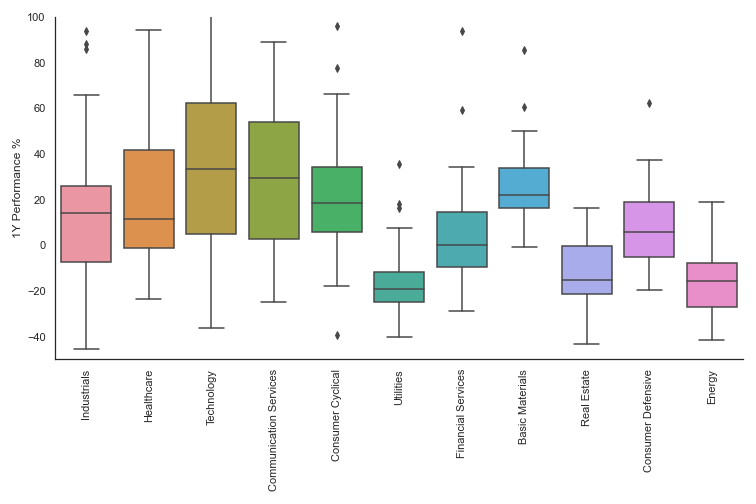 1Y Performance %
100
80
60
40
20
0
−20
−40
Industrials
Healthcare
Technology
Communication Services
Consumer Cyclical
Utilities
Financial Services
Basic Materials
Real Estate
Consumer Defensive
Energy